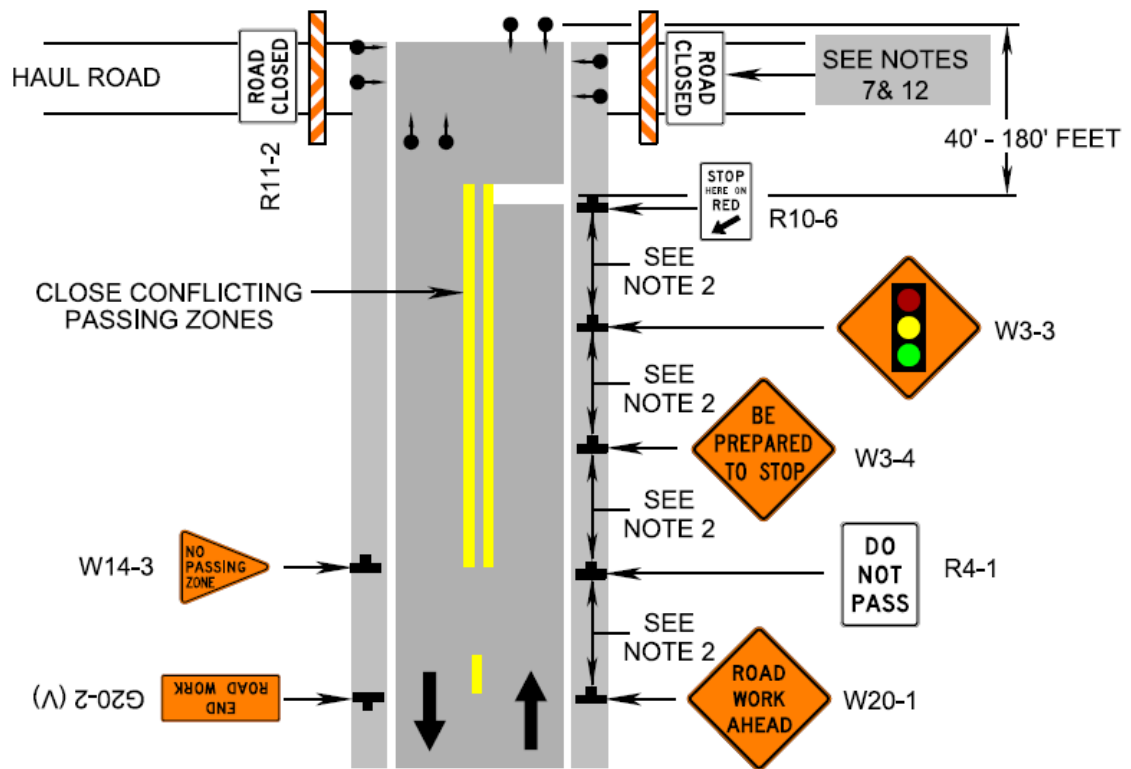 HAUL ROAD
ROAD
CLOSED
R11-2
ROAD
CLOSED
SEE NOTES
7& 12
40' - 180' FEET
STOP
HERE ON
RED
R10-6
SEE
NOTE 2
CLOSE CONFLICTING
PASSING ZONES
W3-3
SEE
NOTE 2
BE
PREPARED
TO STOP
W3-4
SEE
NOTE 2
W14-3
NO
PASSING
ZONE
DO
NOT
PASS
R4-1
SEE
NOTE 2
G20-2 (V)
END
ROAD WORK
ROAD
WORK
AHEAD
W20-1